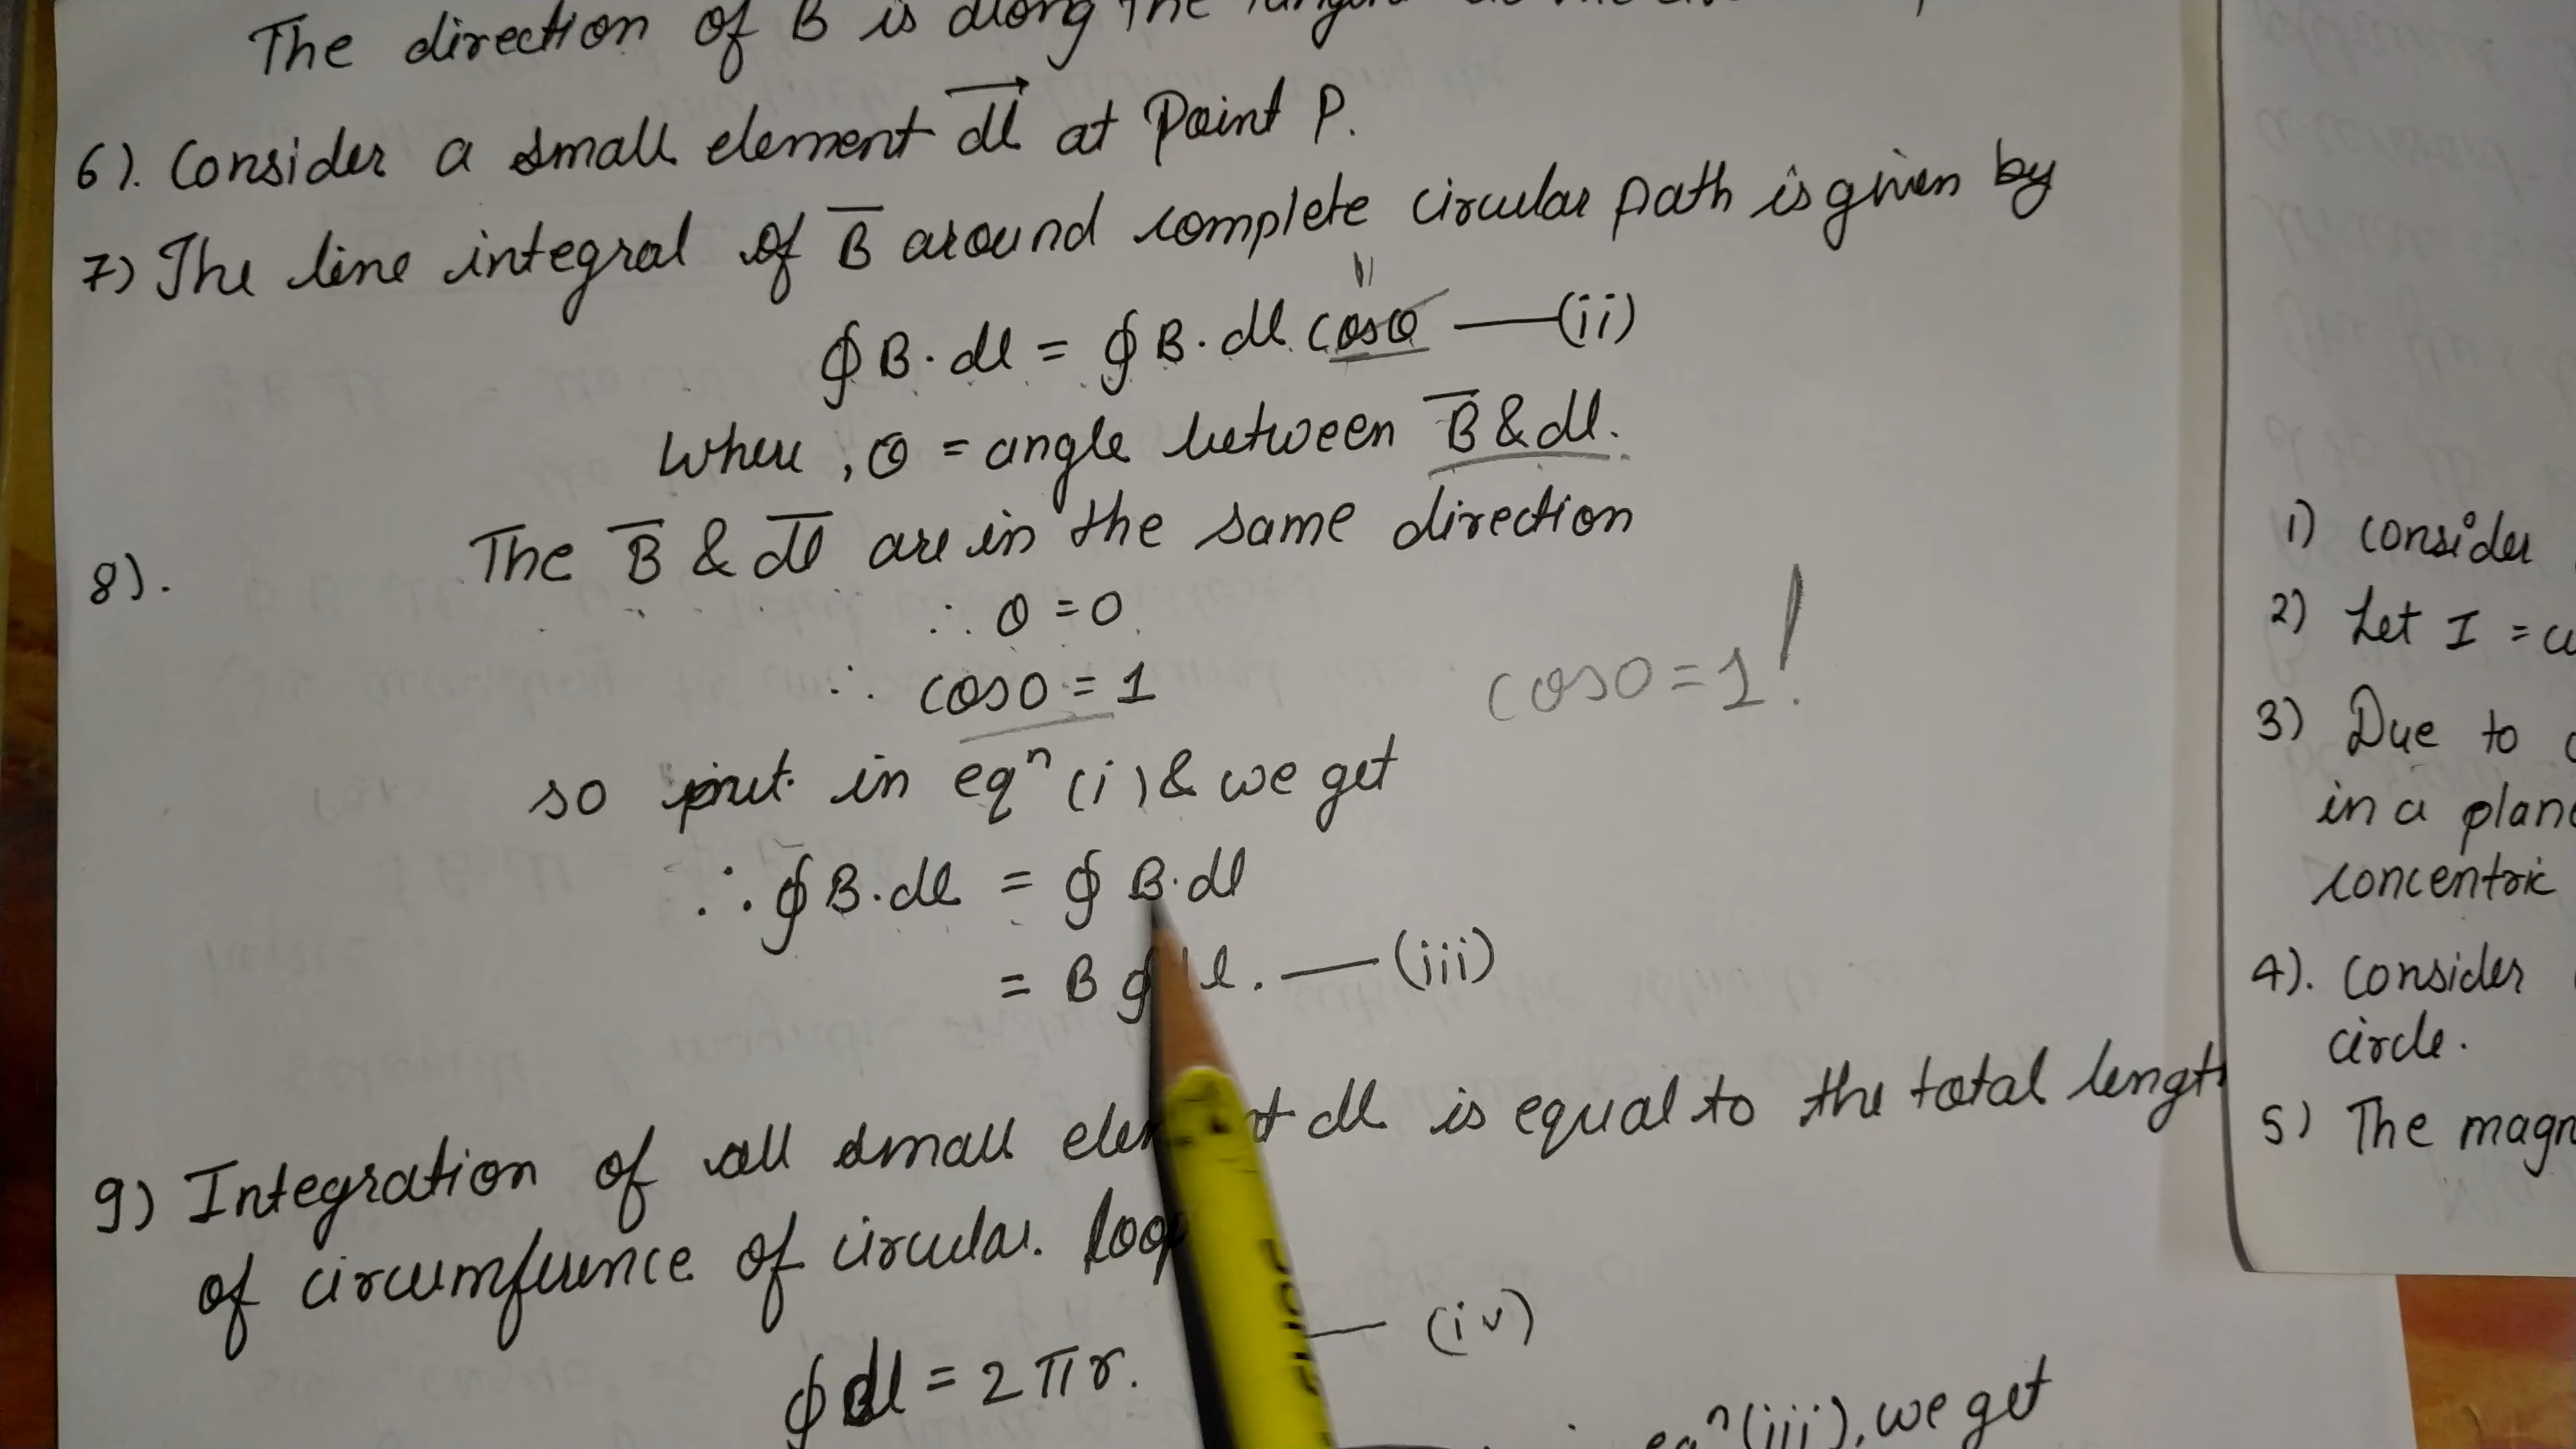 The direction of B is along the
6). Consider a small element dl at Point P.
7) The line integral of B around complete circular path is given by
∮ B. dl = ∮ B. dl cosθ —(ii)
Where, θ = angle between B & dl.
8). The B & dl are in the same direction
∴ θ = 0
∴ cos0 = 1
cos0 = 1!
so put in eqⁿ (i) & we get
∴ ∮ B.dl = ∮ B.dl
= B ∮ dl. — (iii)
9) Integration of all small element dl is equal to the total length
of circumference of circular. loop
∮ dl = 2πr. — (iv)
eqⁿ (iii), we get
1) Consider
2) Let I =
3) Due to
in a plane
concentric
4). Consider
circle.
5) The magn